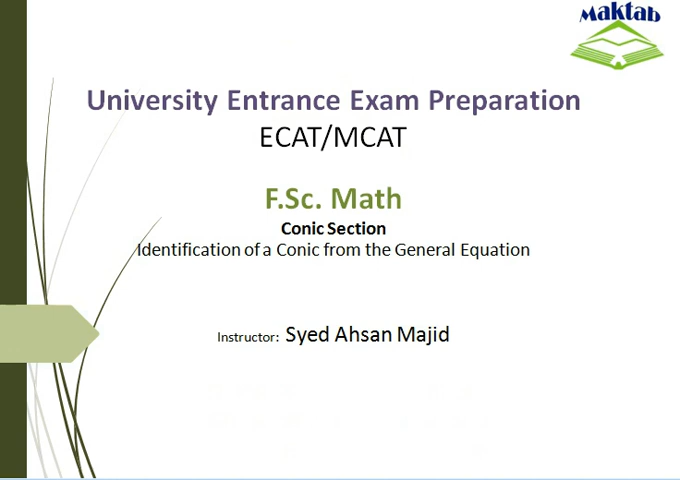 Maktab
University Entrance Exam Preparation
ECAT/MCAT
F.Sc. Math
Conic Section
Identification of a Conic from the General Equation
Instructor: Syed Ahsan Majid